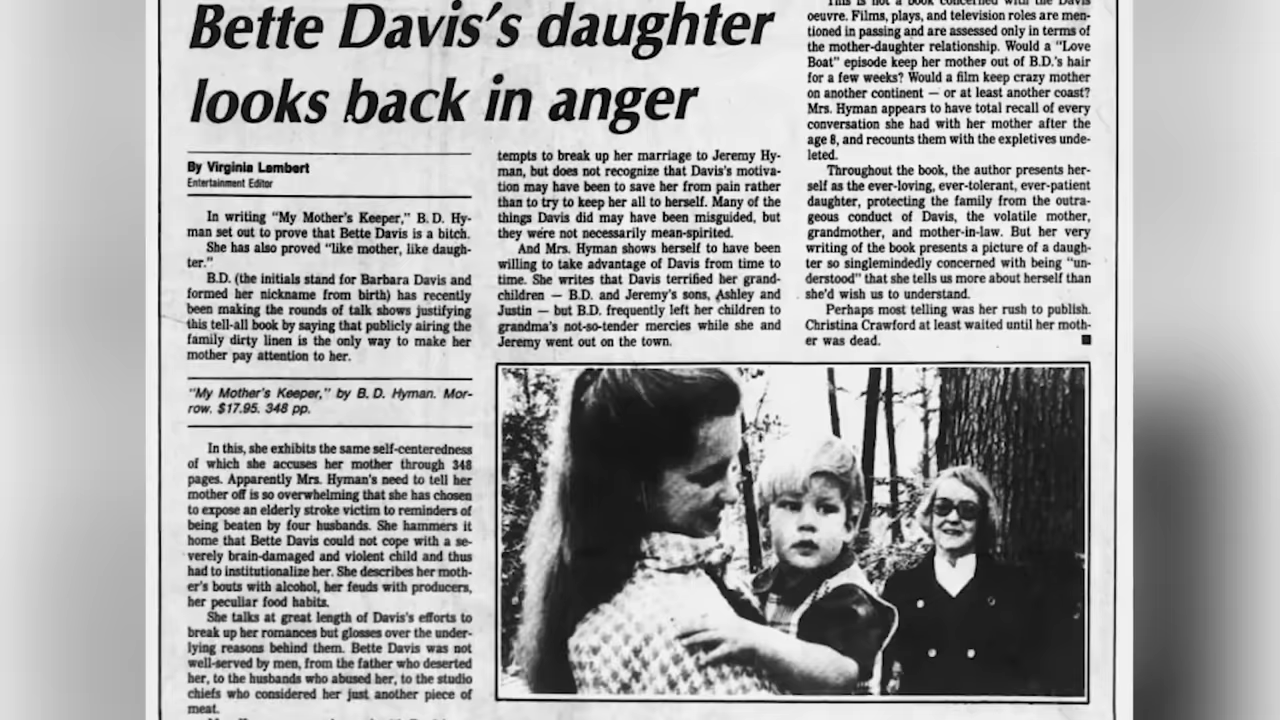 Bette Davis's daughter
looks back in anger
By Virginia Lambert
Entertainment Editor
In writing "My Mother's Keeper," B. D. Hy-
man set out to prove that Bette Davis is a bitch.
She has also proved "like mother, like daugh-
ter."
B.D. (the initials stand for Barbara Davis and
formed her nickname from birth) has recently
been making the rounds of talk shows justifying
this tell-all book by saying that publicly airing the
family dirty linen is the only way to make her
mother pay attention to her.
"My Mother's Keeper," by B. D. Hyman. Mor-
row. $17.95. 348 pp.
In this, she exhibits the same self-centeredness
of which she accuses her mother through 348
pages. Apparently Mrs. Hyman's need to tell her
mother off is so overwhelming that she has chosen
to expose an elderly stroke victim to reminders of
being beaten by four husbands. She hammers it
home that Bette Davis could not cope with a se-
verely brain-damaged and violent child and thus
had to institutionalize her. She describes her moth-
er's bouts with alcohol, her feuds with producers,
her peculiar food habits.
She talks at great length of Davis's efforts to
break up her romances but glosses over the under-
lying reasons behind them. Bette Davis was not
well-served by men, from the father who deserted
her, to the husbands who abused her, to the studio
chiefs who considered her just another piece of
meat.
tempts to break up her marriage to Jeremy Hy-
man, but does not recognize that Davis's motiva-
tion may have been to save her from pain rather
than to try to keep her all to herself. Many of the
things Davis did may have been misguided, but
they were not necessarily mean-spirited.
And Mrs. Hyman shows herself to have been
willing to take advantage of Davis from time to
time. She writes that Davis terrified her grand-
children — B.D. and Jeremy's sons, Ashley and
Justin — but B.D. frequently left her children to
grandma's not-so-tender mercies while she and
Jeremy went out on the town.
This is not a book concerned with the Davis
oeuvre. Films, plays, and television roles are men-
tioned in passing and are assessed only in terms of
the mother-daughter relationship. Would a "Love
Boat" episode keep her mother out of B.D.'s hair
for a few weeks? Would a film keep crazy mother
on another continent — or at least another coast?
Mrs. Hyman appears to have total recall of every
conversation she had with her mother after the
age 8, and recounts them with the expletives unde-
leted.
Throughout the book, the author presents her-
self as the ever-loving, ever-tolerant, ever-patient
daughter, protecting the family from the outra-
geous conduct of Davis, the volatile mother,
grandmother, and mother-in-law. But her very
writing of the book presents a picture of a daugh-
ter so singlemindedly concerned with being "un-
derstood" that she tells us more about herself than
she'd wish us to understand.
Perhaps most telling was her rush to publish.
Christina Crawford at least waited until her moth-
er was dead.